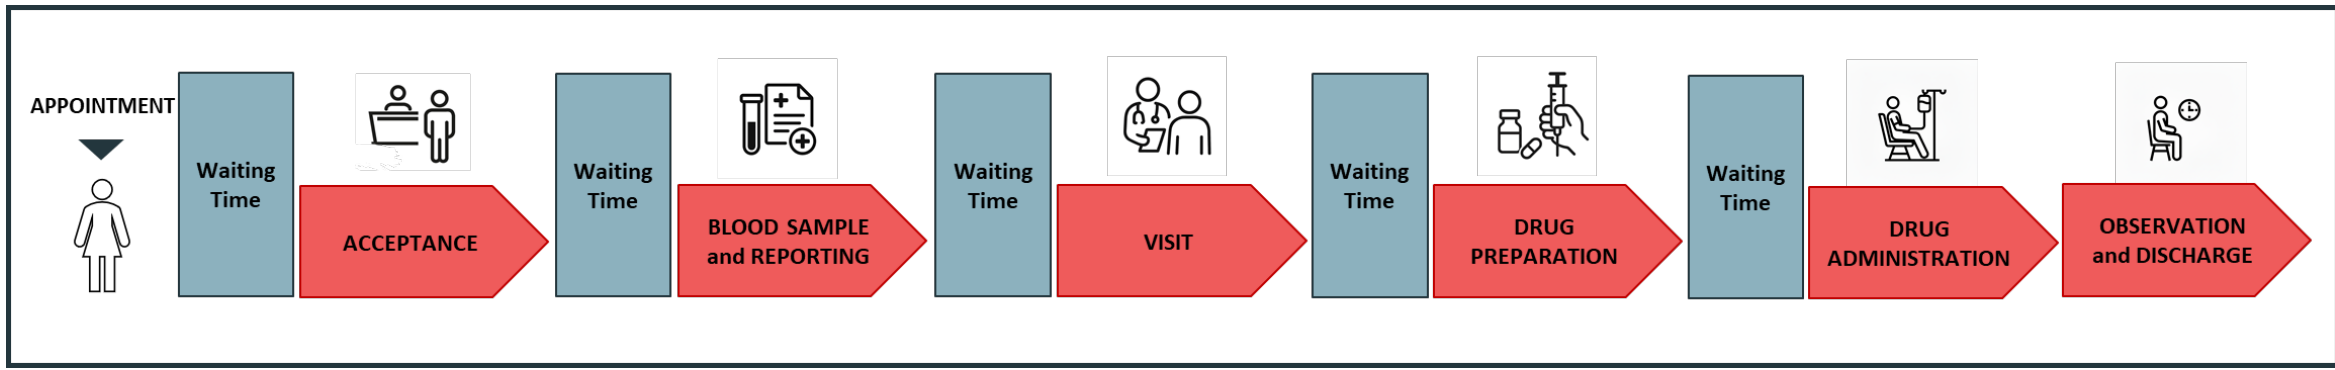 APPOINTMENT
Waiting
Time
ACCEPTANCE
Waiting
Time
BLOOD SAMPLE
and REPORTING
Waiting
Time
VISIT
Waiting
Time
DRUG
PREPARATION
Waiting
Time
DRUG
ADMINISTRATION
OBSERVATION
and DISCHARGE